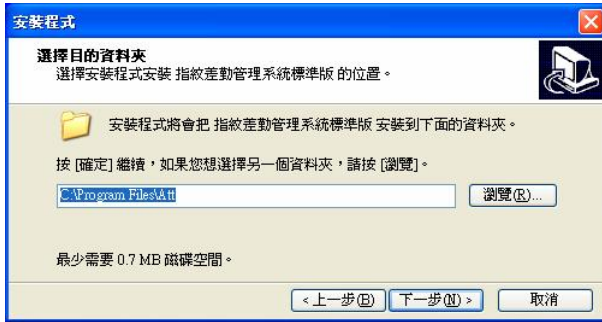 安裝程式
選擇目的資料夾
選擇安裝程式安裝 指紋差勤管理系統標準版 的位置。
安裝程式將會把 指紋差勤管理系統標準版 安裝到下面的資料夾。
按 [確定] 繼續，如果您想選擇另一個資料夾，請按 [瀏覽]。
C:\Program Files\Att
瀏覽(R)...
最少需要 0.7 MB 磁碟空間。
<上一步(B) 下一步(N) > 取消